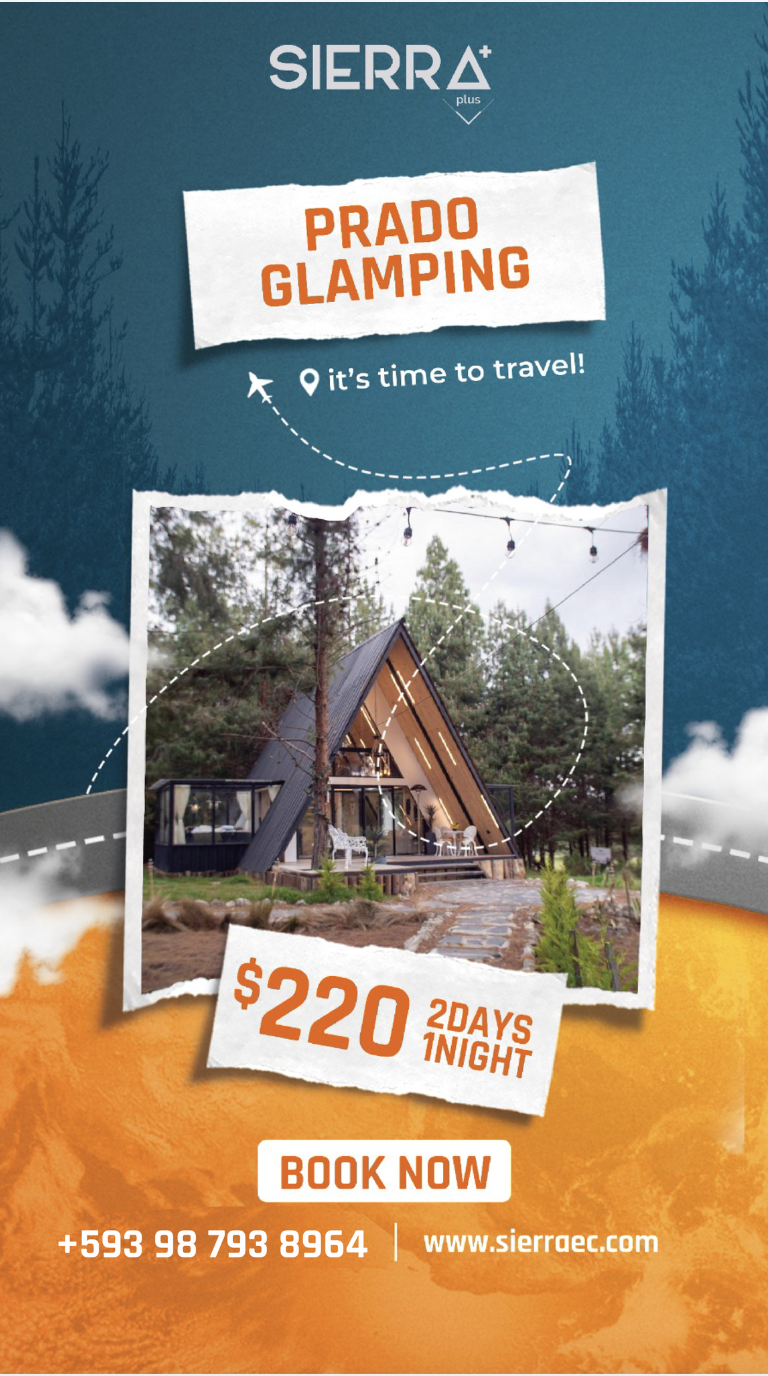 SIERRA+
plus
PRADO
GLAMPING
it's time to travel!
$220
2DAYS
1NIGHT
BOOK NOW
+593 98 793 8964 | www.sierraec.com